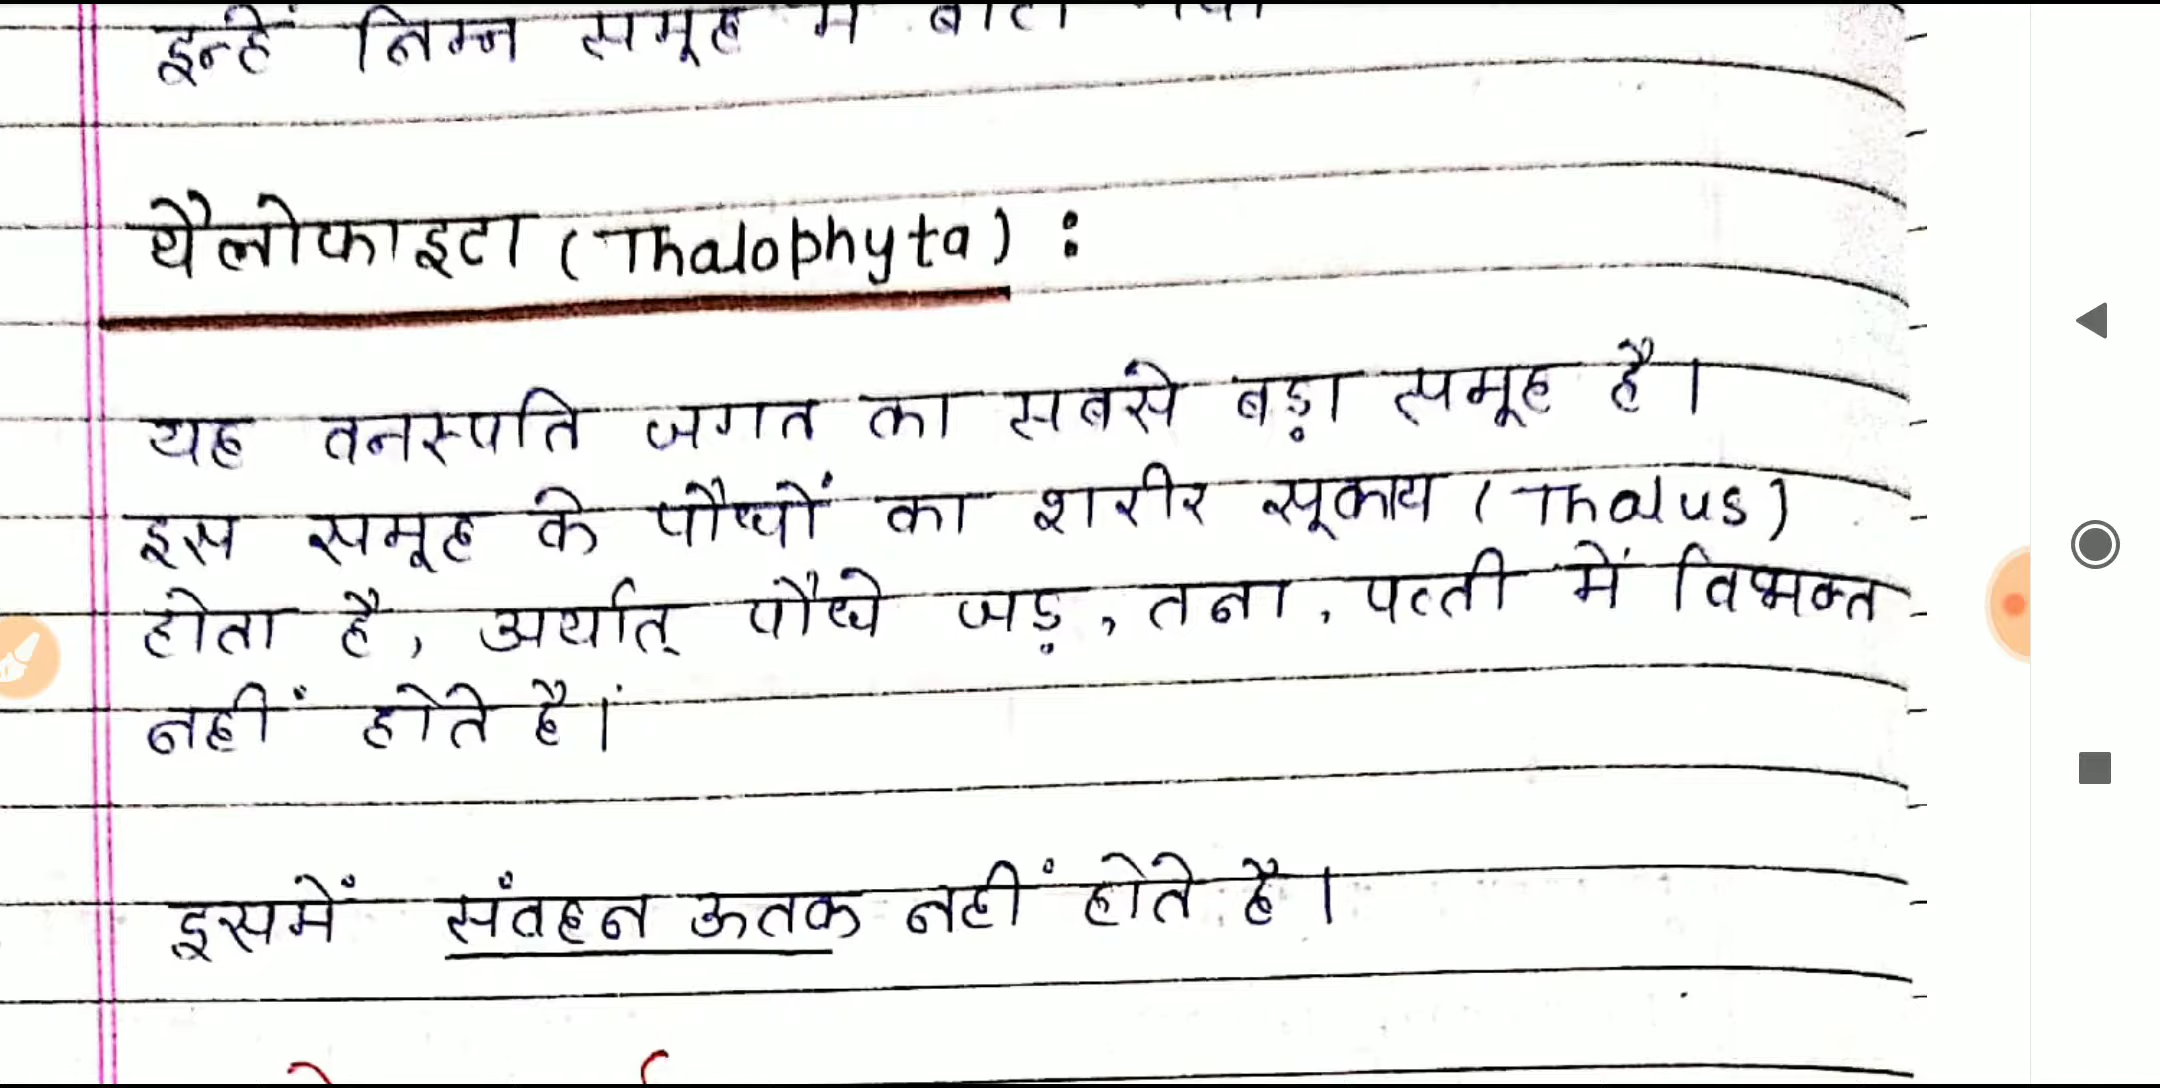 इन्हें निम्न समूह में बाँटा गया
थैलोफाइटा (Thalophyta) :
यह वनस्पति जगत का सबसे बड़ा समूह है।
इस समूह के पौधों का शरीर सूकाय (Thalus)
होता है, अर्थात् पौधे जड़, तना, पत्ती में विभक्त
नहीं होते है।
इसमें संवहन ऊतक नहीं होते है।